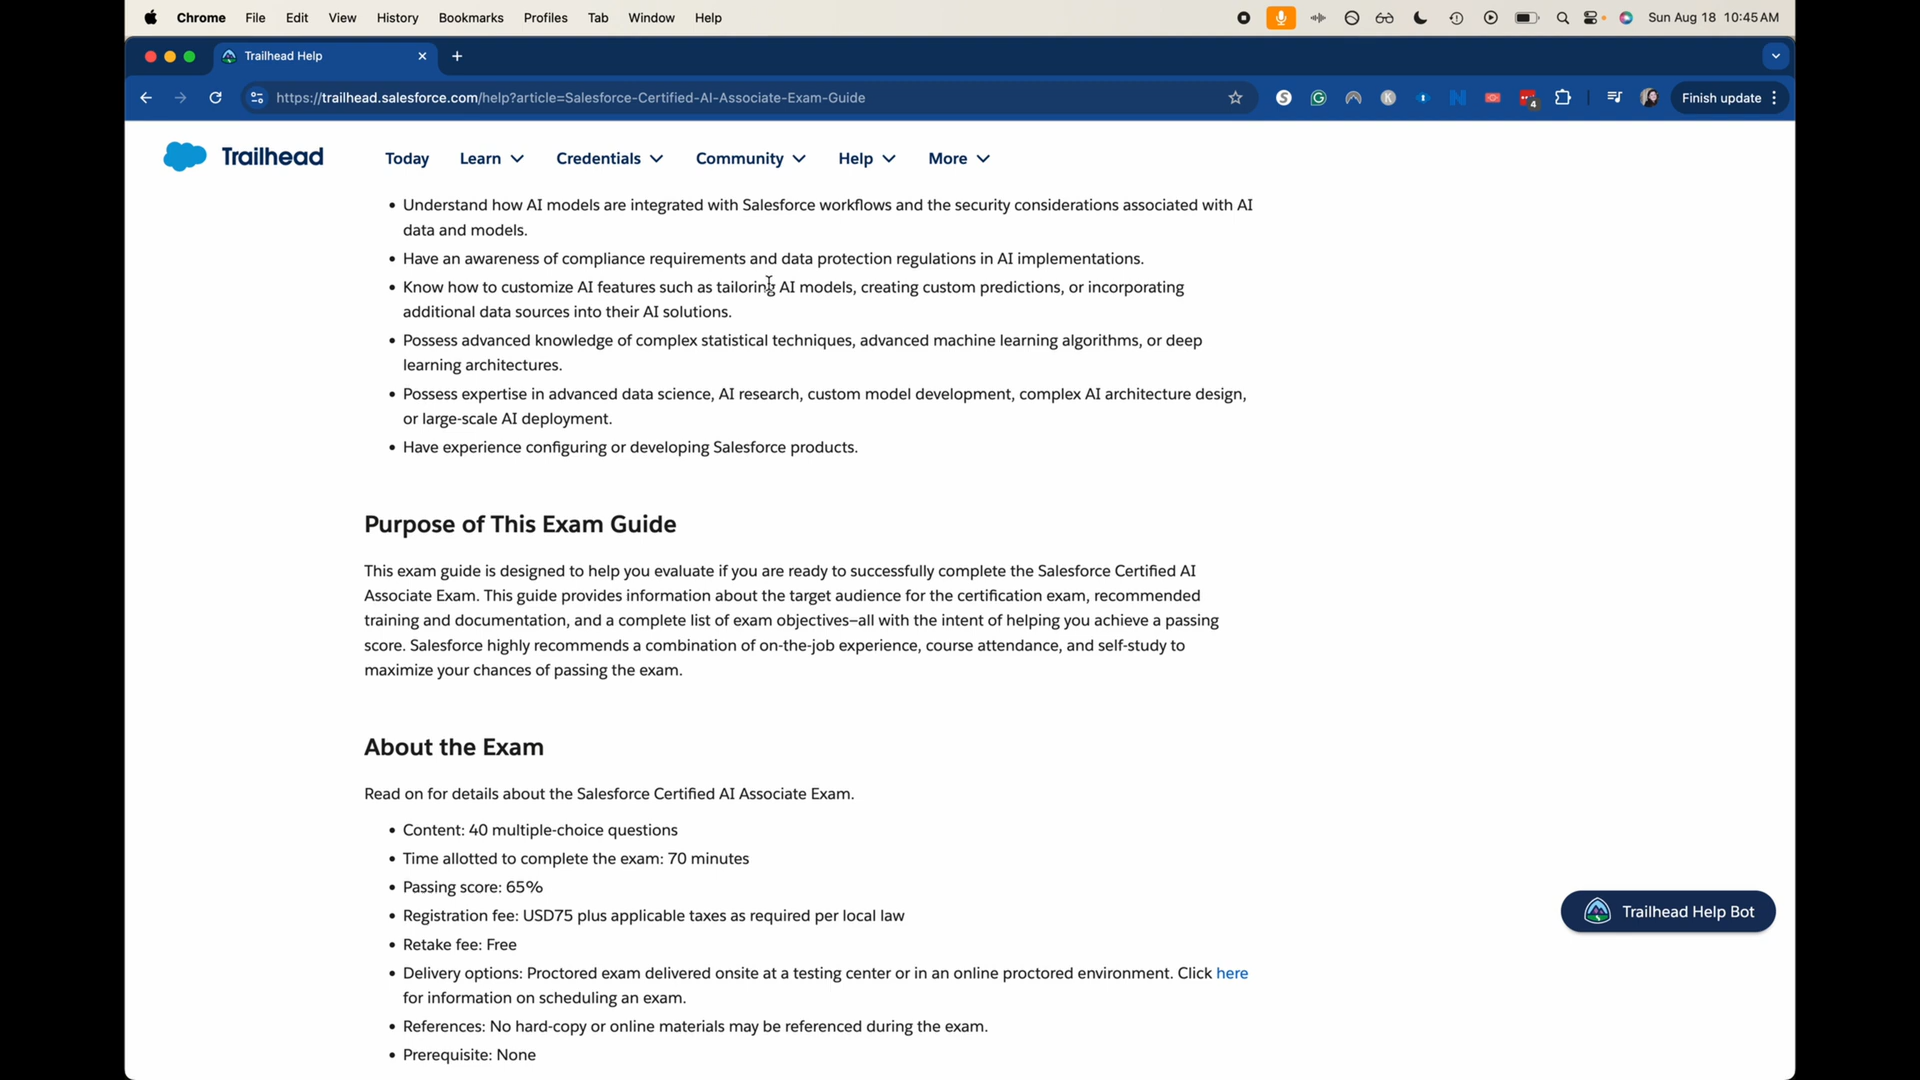 Chrome File Edit View History Bookmarks Profiles Tab Window Help Sun Aug 18 10:45 AM
Trailhead Help
https://trailhead.salesforce.com/help?article=Salesforce-Certified-AI-Associate-Exam-Guide
4
Finish update
Trailhead Today Learn Credentials Community Help More
• Understand how AI models are integrated with Salesforce workflows and the security considerations associated with AI
data and models.
• Have an awareness of compliance requirements and data protection regulations in AI implementations.
• Know how to customize AI features such as tailoring AI models, creating custom predictions, or incorporating
additional data sources into their AI solutions.
• Possess advanced knowledge of complex statistical techniques, advanced machine learning algorithms, or deep
learning architectures.
• Possess expertise in advanced data science, AI research, custom model development, complex AI architecture design,
or large-scale AI deployment.
• Have experience configuring or developing Salesforce products.
Purpose of This Exam Guide
This exam guide is designed to help you evaluate if you are ready to successfully complete the Salesforce Certified AI
Associate Exam. This guide provides information about the target audience for the certification exam, recommended
training and documentation, and a complete list of exam objectives—all with the intent of helping you achieve a passing
score. Salesforce highly recommends a combination of on-the-job experience, course attendance, and self-study to
maximize your chances of passing the exam.
About the Exam
Read on for details about the Salesforce Certified AI Associate Exam.
• Content: 40 multiple-choice questions
• Time allotted to complete the exam: 70 minutes
• Passing score: 65%
• Registration fee: USD75 plus applicable taxes as required per local law
• Retake fee: Free
• Delivery options: Proctored exam delivered onsite at a testing center or in an online proctored environment. Click here
for information on scheduling an exam.
• References: No hard-copy or online materials may be referenced during the exam.
• Prerequisite: None
Trailhead Help Bot